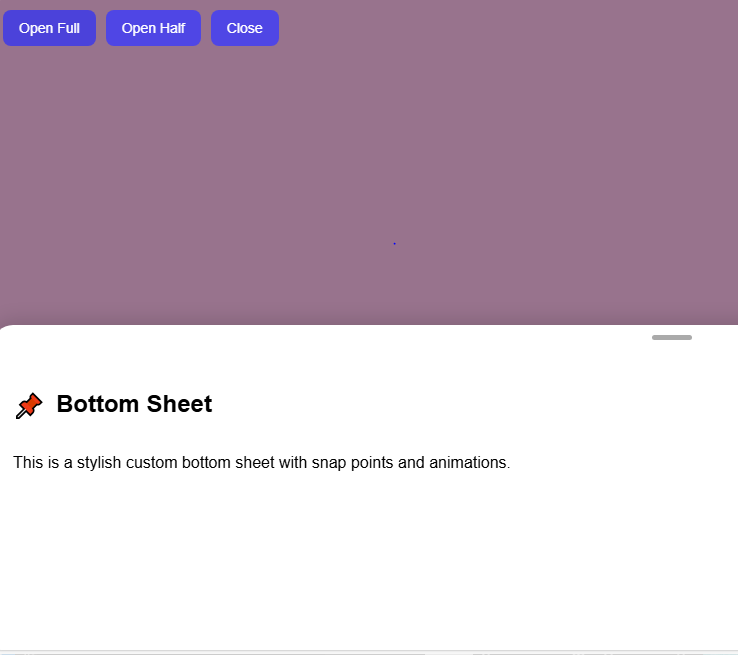 Open Full Open Half Close
📌 Bottom Sheet
This is a stylish custom bottom sheet with snap points and animations.